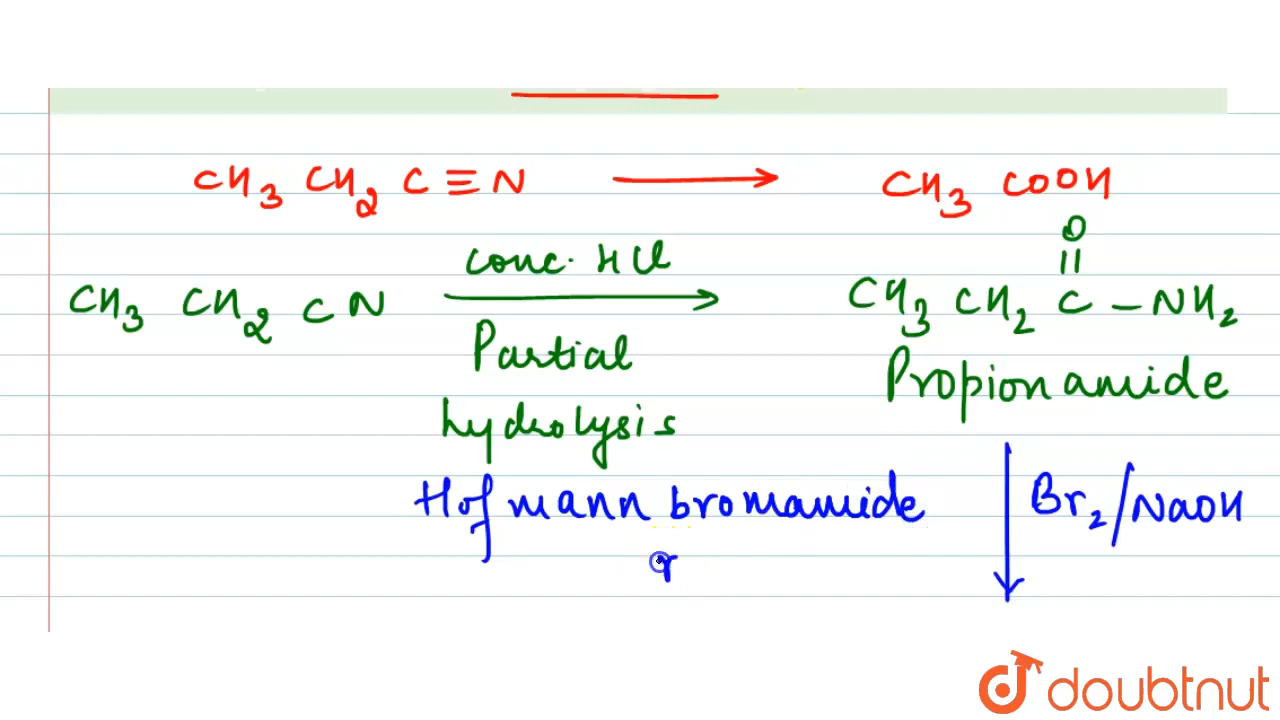 CH3 CH2 C≡N ⟶ CH3 COOH
O
conc. HCl
CH3 CH2 CN ⟶ CH3 CH2 C – NH2
Partial
Propionamide
hydrolysis
Hofmann bromamide Br2/NaOH
r
doubtnut